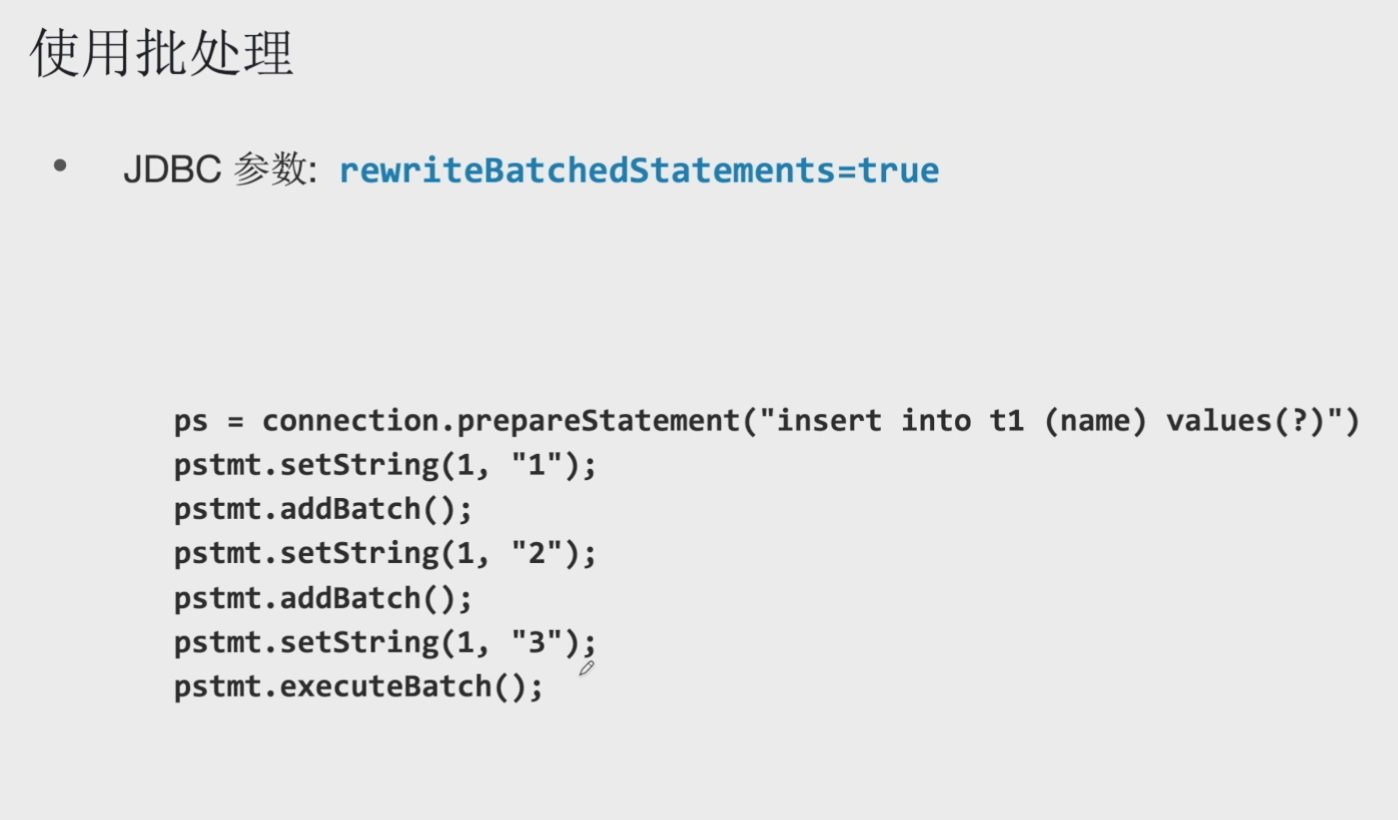 使用批处理
• JDBC 参数: rewriteBatchedStatements=true
ps = connection.prepareStatement("insert into t1 (name) values(?)")
pstmt.setString(1, "1");
pstmt.addBatch();
pstmt.setString(1, "2");
pstmt.addBatch();
pstmt.setString(1, "3");
pstmt.executeBatch();